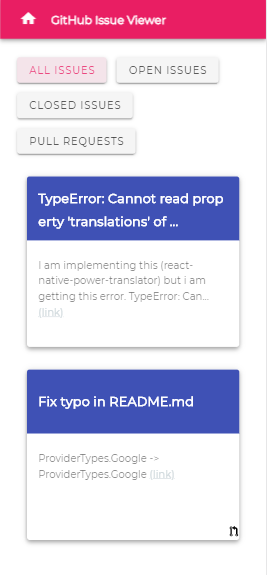 GitHub Issue Viewer
ALL ISSUES OPEN ISSUES
CLOSED ISSUES
PULL REQUESTS
TypeError: Cannot read prop
erty 'translations' of ...
I am implementing this (react-
native-power-translator) but i am
getting this error. TypeError: Can...
(link)
Fix typo in README.md
ProviderTypes.Google ->
ProviderTypes.Google (link)